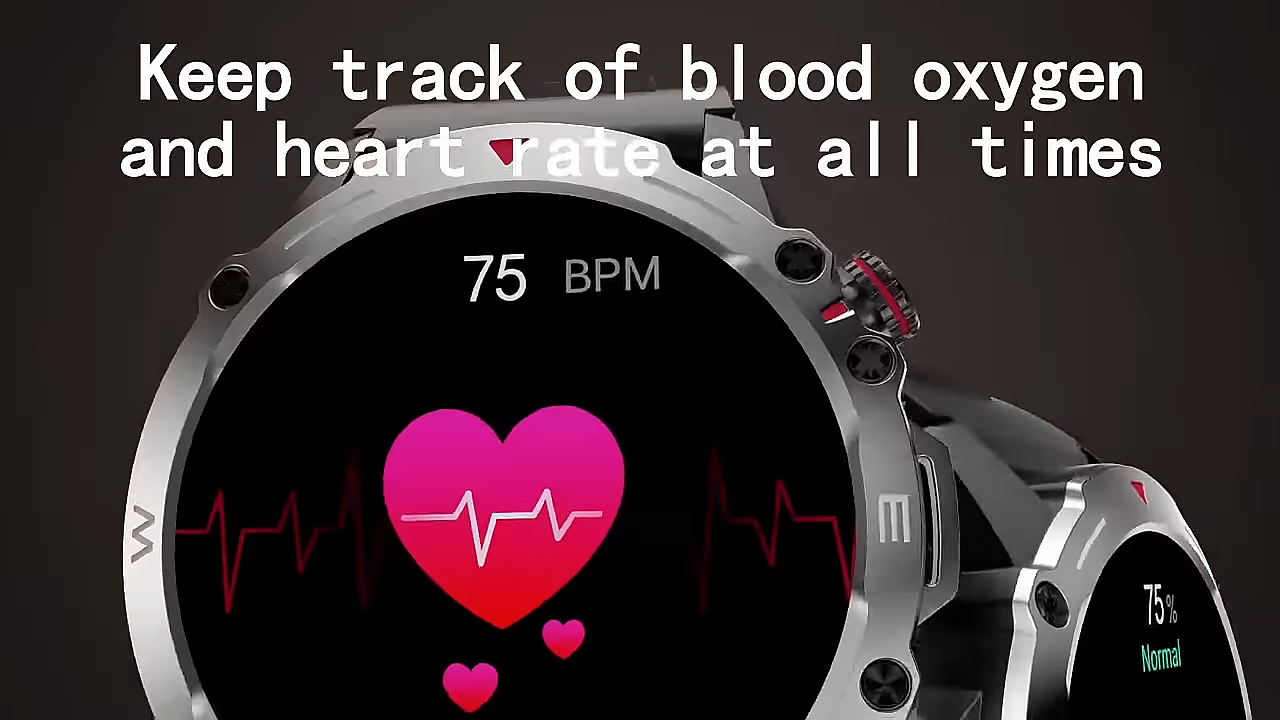 Keep track of blood oxygen
and heart rate at all times
75 BPM
W
E
75%
Normal